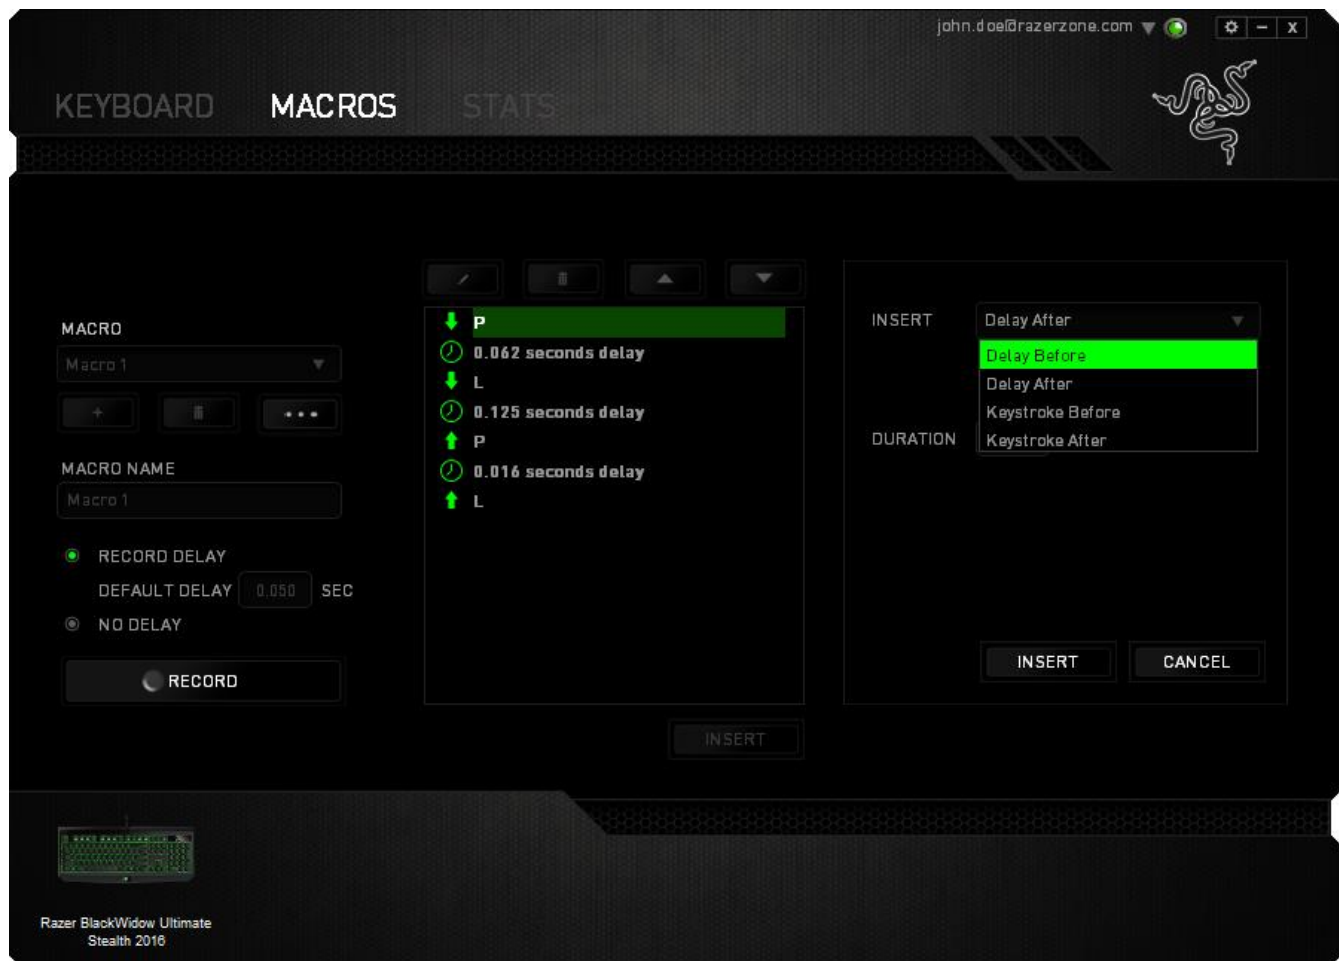 john.doe@razerzone.com
X
KEYBOARD MACROS STATS
MACRO
Macro 1
MACRO NAME
Macro 1
RECORD DELAY
DEFAULT DELAY 0.050 SEC
NO DELAY
RECORD
P
0.062 seconds delay
L
0.125 seconds delay
P
0.016 seconds delay
L
INSERT
INSERT Delay After
Delay Before
Delay After
Keystroke Before
Keystroke After
DURATION
INSERT CANCEL
Razer BlackWidow Ultimate
Stealth 2016